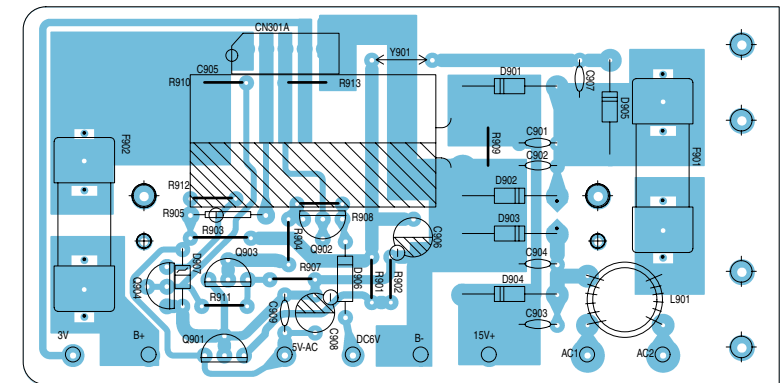 CN301A
Y901
C905
R910
R913
D901
C907
D905
F902
R909
C901
C902
F901
R912
R905
R903
R908
D902
R904
Q902
C906
D903
Q903
D907
R907
D906
R901
R902
C904
Q904
R911
C909
C908
D904
L901
C903
3V
B+
Q901
5V-AC
DC6V
B-
15V+
AC1
AC2